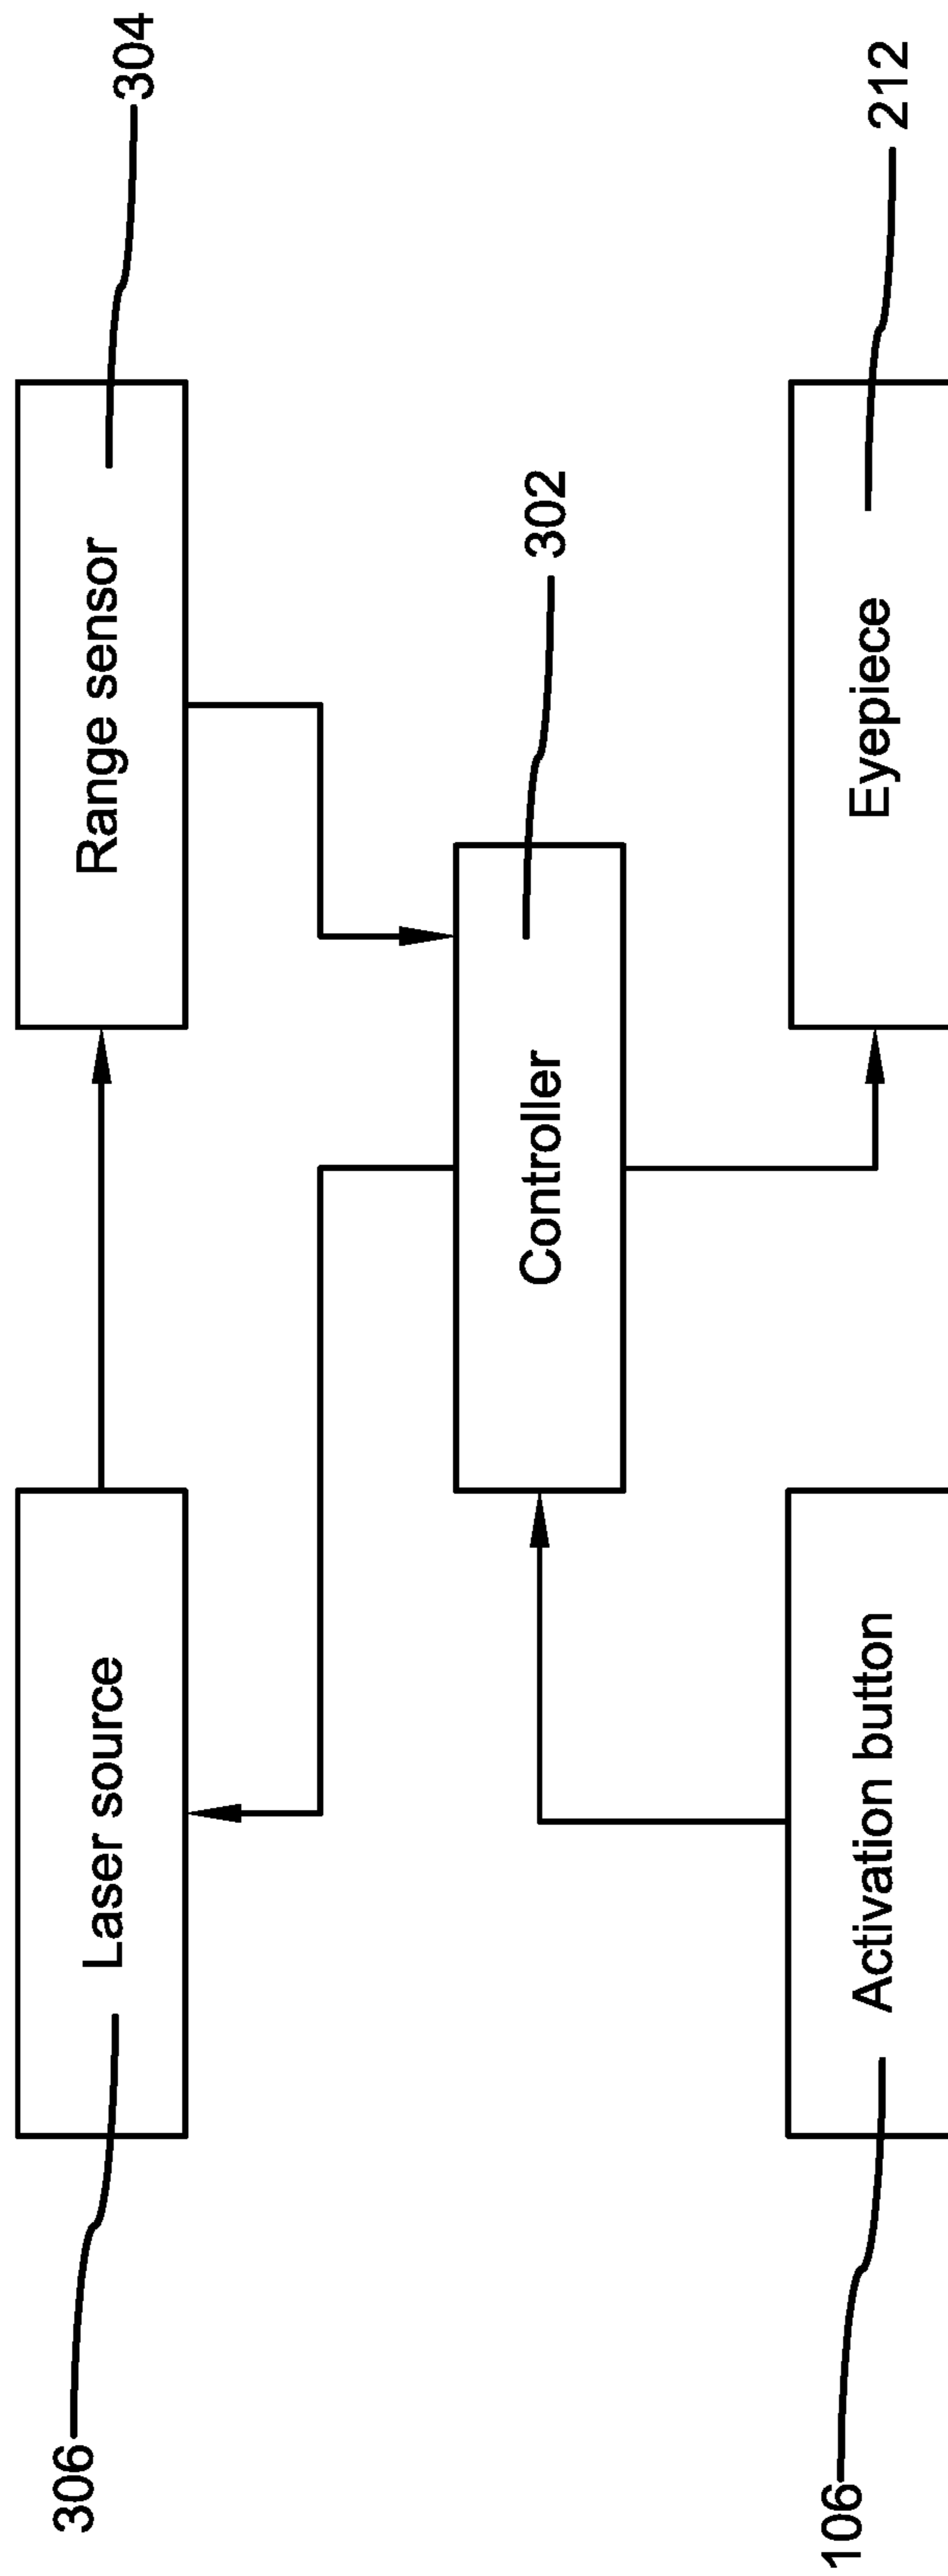 306
Laser source
Range sensor
304
Controller
302
106
Activation button
Eyepiece
212